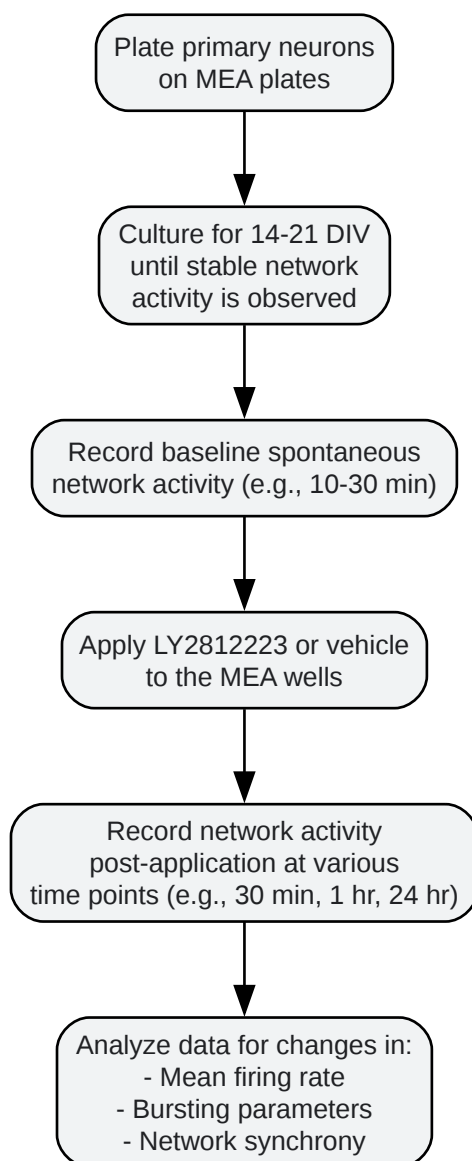 Plate primary neurons
on MEA plates
Culture for 14-21 DIV
until stable network
activity is observed
Record baseline spontaneous
network activity (e.g., 10-30 min)
Apply LY2812223 or vehicle
to the MEA wells
Record network activity
post-application at various
time points (e.g., 30 min, 1 hr, 24 hr)
Analyze data for changes in:
- Mean firing rate
- Bursting parameters
- Network synchrony